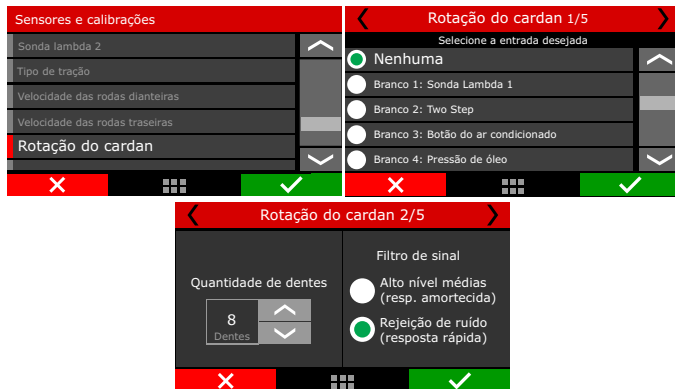 Sensores e calibrações
Sonda lambda 2
Tipo de tração
Velocidade das rodas dianteiras
Velocidade das rodas traseiras
Rotação do cardan
Rotação do cardan 1/5
Selecione a entrada desejada
Nenhuma
Branco 1: Sonda Lambda 1
Branco 2: Two Step
Branco 3: Botão do ar condicionado
Branco 4: Pressão de óleo
Rotação do cardan 2/5
Quantidade de dentes
8
Dentes
Filtro de sinal
Alto nível médias
(resp. amortecida)
Rejeição de ruído
(resposta rápida)